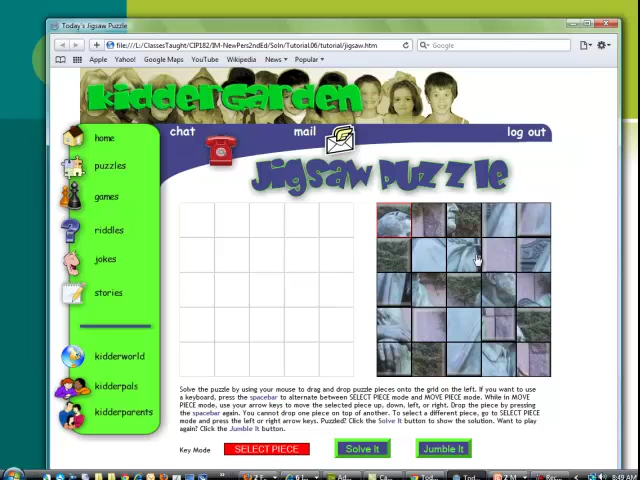 Today's Jigsaw Puzzle
file:///L:/ClassesTaught/CIP182/IM-NewPers2ndEd/Soln/Tutorial.06/tutorial/jigsaw.htm
Google
Apple Yahoo! Google Maps YouTube Wikipedia News Popular
kiddergarden
chat mail log out
home
Jigsaw puzzle
puzzles
games
riddles
jokes
stories
kidderworld
kidderpals
kidderparents
Solve the puzzle by using your mouse to drag and drop puzzle pieces onto the grid on the left. If you want to use
a keyboard, press the spacebar to alternate between SELECT PIECE mode and MOVE PIECE mode. While in MOVE
PIECE mode, use your arrow keys to move the selected piece up, down, left, or right. Drop the piece by pressing
the spacebar again. You cannot drop one piece on top of another. To select a different piece, go to SELECT PIECE
mode and press the left or right arrow keys. Puzzled? Click the Solve It button to show the solution. Want to play
again? Click the Jumble It button.
Key Mode SELECT PIECE Solve It Jumble It
8:49 AM